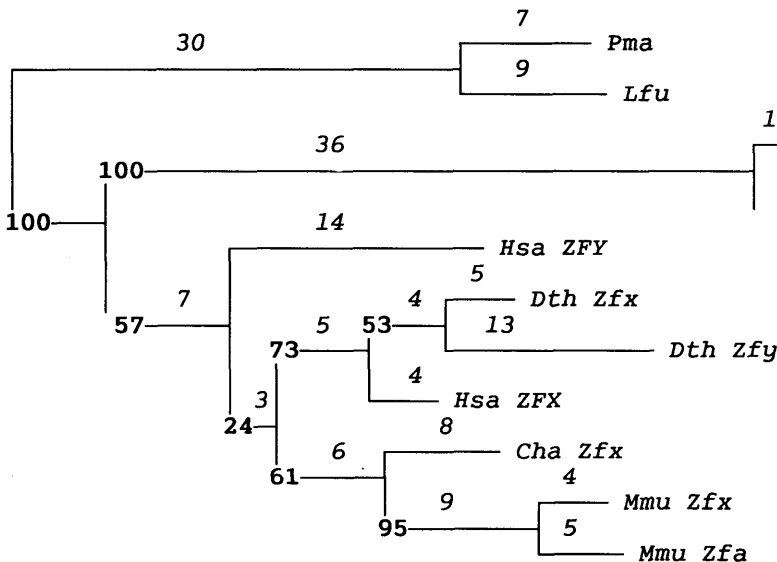 7
30
Pma
9
Lfu
1
36
100
100
14
Hsa ZFY
5
7
4
Dth Zfx
57
5
53
13
73
Dth Zfy
4
3
Hsa ZFX
24
8
6
Cha Zfx
61
4
9
Mmu Zfx
95
5
Mmu Zfa